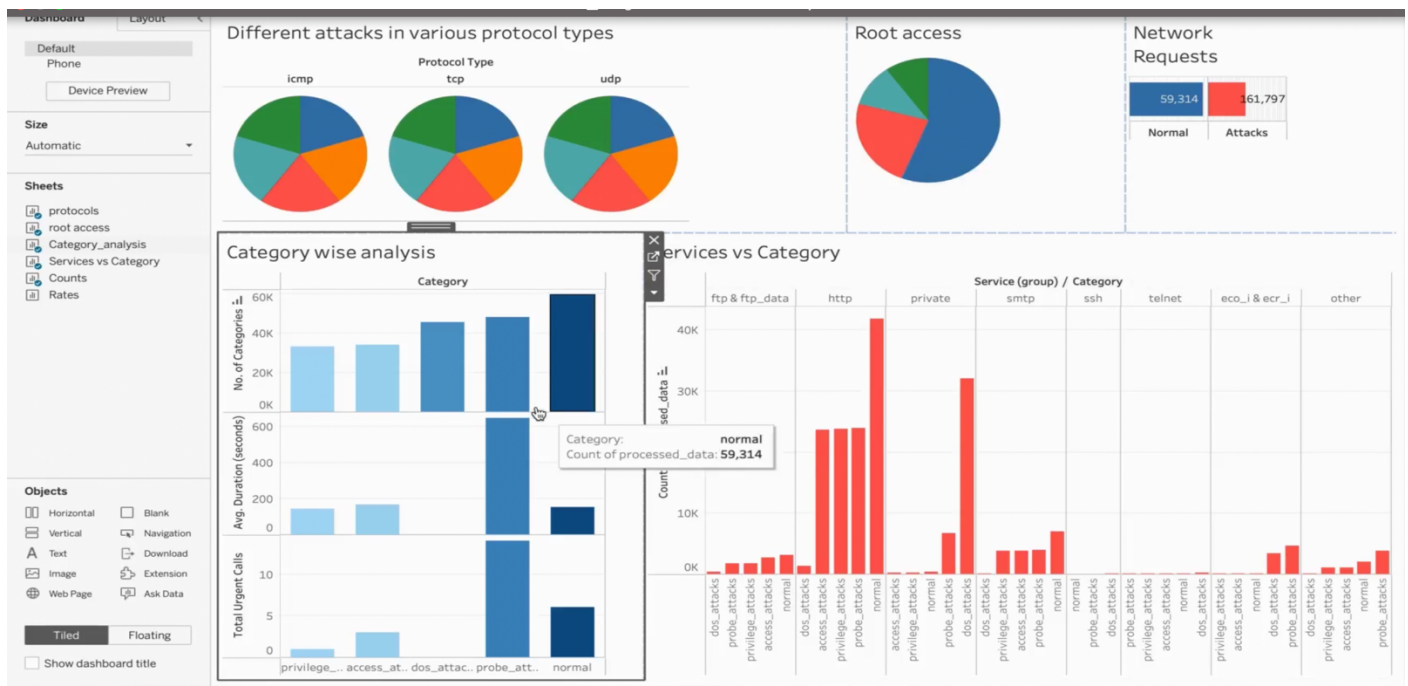 Dashboard
Layout
Default
Phone
Device Preview
Size
Automatic
Sheets
protocols
root access
Category_analysis
Services vs Category
Counts
Rates
Objects
Horizontal
Blank
Vertical
Navigation
Text
Download
Image
Extension
Web Page
Ask Data
Tiled
Floating
Show dashboard title
Different attacks in various protocol types
Protocol Type
icmp
tcp
udp
Root access
Network
Requests
59,314
161,797
Normal
Attacks
Category wise analysis
Category
No. of Categories
60K
40K
20K
0K
Avg. Duration (seconds)
600
400
200
0
Total Urgent Calls
10
5
0
privilege_..
access_at..
dos_attac..
probe_att..
normal
Category: normal
Count of processed_data: 59,314
ervices vs Category
Service (group) / Category
ftp & ftp_data
http
private
smtp
ssh
telnet
eco_i & ecr_i
other
Count
sed_data
40K
30K
10K
0K
dos_attacks
probe_attacks
privilege_attacks
access_attacks
normal
dos_attacks
access_attacks
privilege_attacks
probe_attacks
normal
access_attacks
privilege_attacks
normal
probe_attacks
dos_attacks
dos_attacks
privilege_attacks
access_attacks
probe_attacks
normal
normal
probe_attacks
dos_attacks
probe_attacks
privilege_attacks
access_attacks
normal
dos_attacks
privilege_attacks
access_attacks
normal
dos_attacks
probe_attacks
dos_attacks
privilege_attacks
access_attacks
normal
probe_attacks